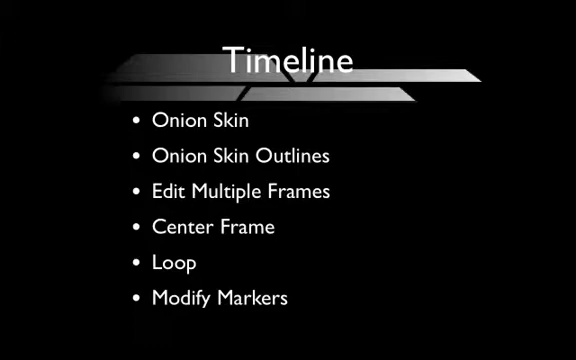 Timeline
• Onion Skin
• Onion Skin Outlines
• Edit Multiple Frames
• Center Frame
• Loop
• Modify Markers